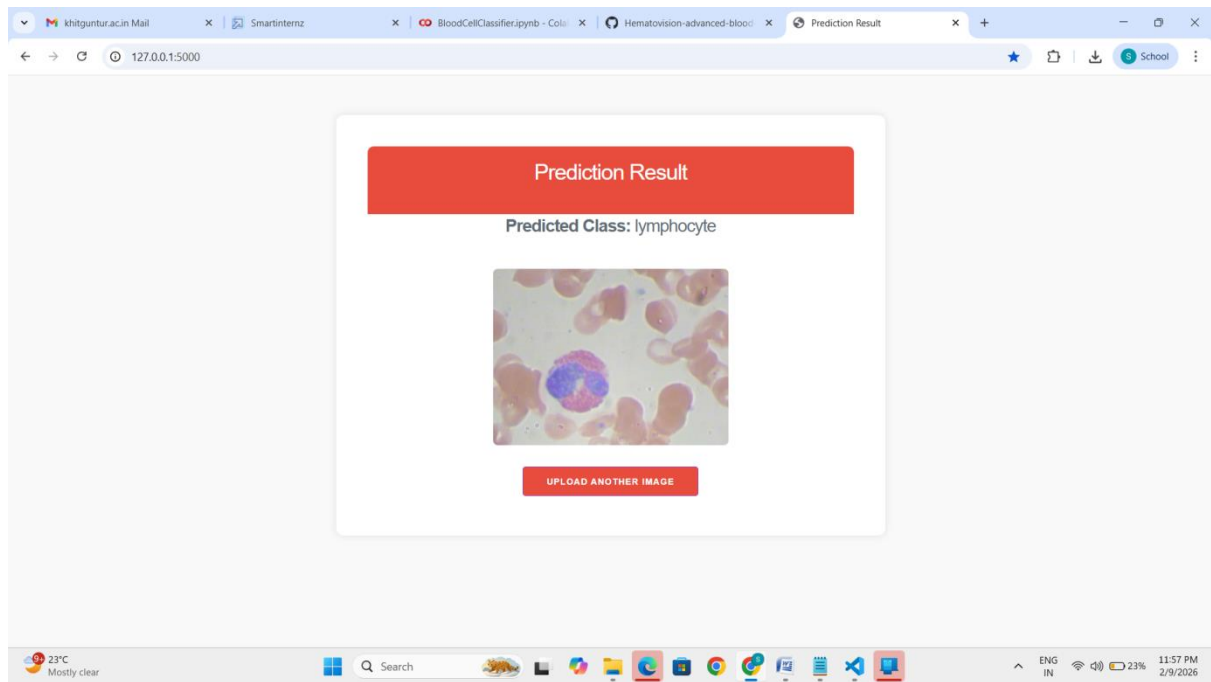 khitguntur.ac.in Mail
Smartinternz
BloodCellClassifier.ipynb - Cola
Hematovision-advanced-blood
Prediction Result
127.0.0.1:5000
School
Prediction Result
Predicted Class: lymphocyte
UPLOAD ANOTHER IMAGE
9+
23°C
Mostly clear
Search
ENG
IN
23%
11:57 PM
2/9/2026